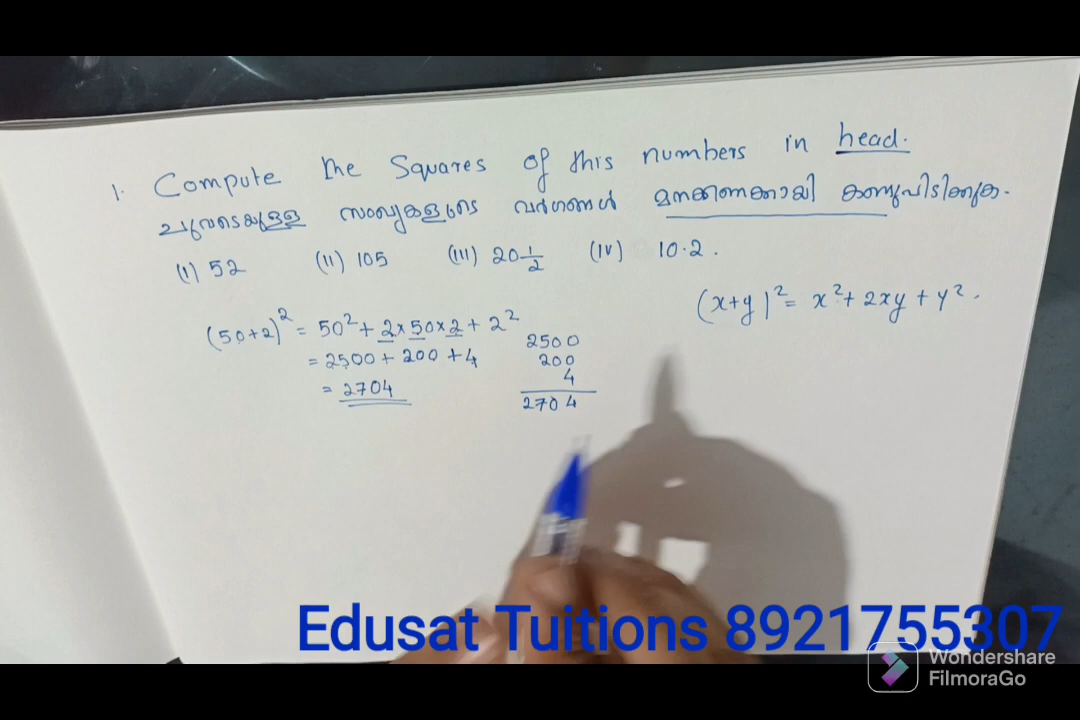 1. Compute the Squares of this numbers in head.
ചുവടെയുള്ള സംഖ്യകളുടെ വർഗങ്ങൾ മനക്കണക്കായി കണ്ടുപിടിക്കുക.
(I) 52 (II) 105 (III) 20 1/2 (IV) 10.2.
(x+y)² = x² + 2xy + y².
(50+2)² = 50² + 2×50×2 + 2²
= 2500 + 200 + 4
= 2704
2500
200
4
2704
Edusat Tuitions 8921755307
Wondershare
FilmoraGo